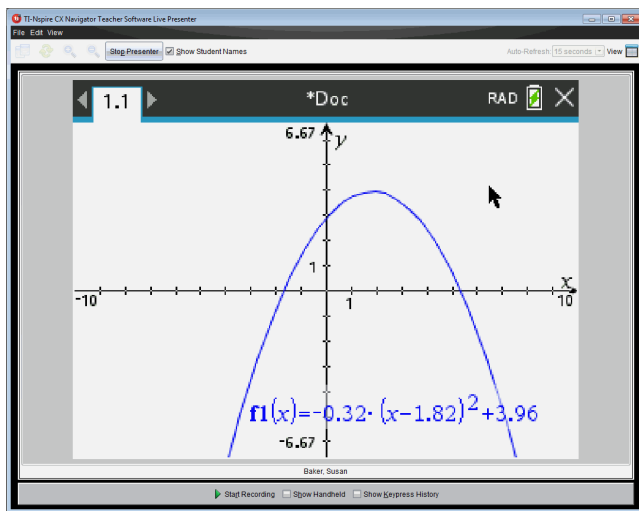 TI-Nspire CX Navigator Teacher Software Live Presenter
File Edit View
Stop Presenter Show Student Names Auto-Refresh: 15 seconds View
1.1 *Doc RAD
6.67 y
1
x
-10 1 10
f1(x)=-0.32·(x-1.82)²+3.96
-6.67
Baker, Susan
Start Recording Show Handheld Show Keypress History